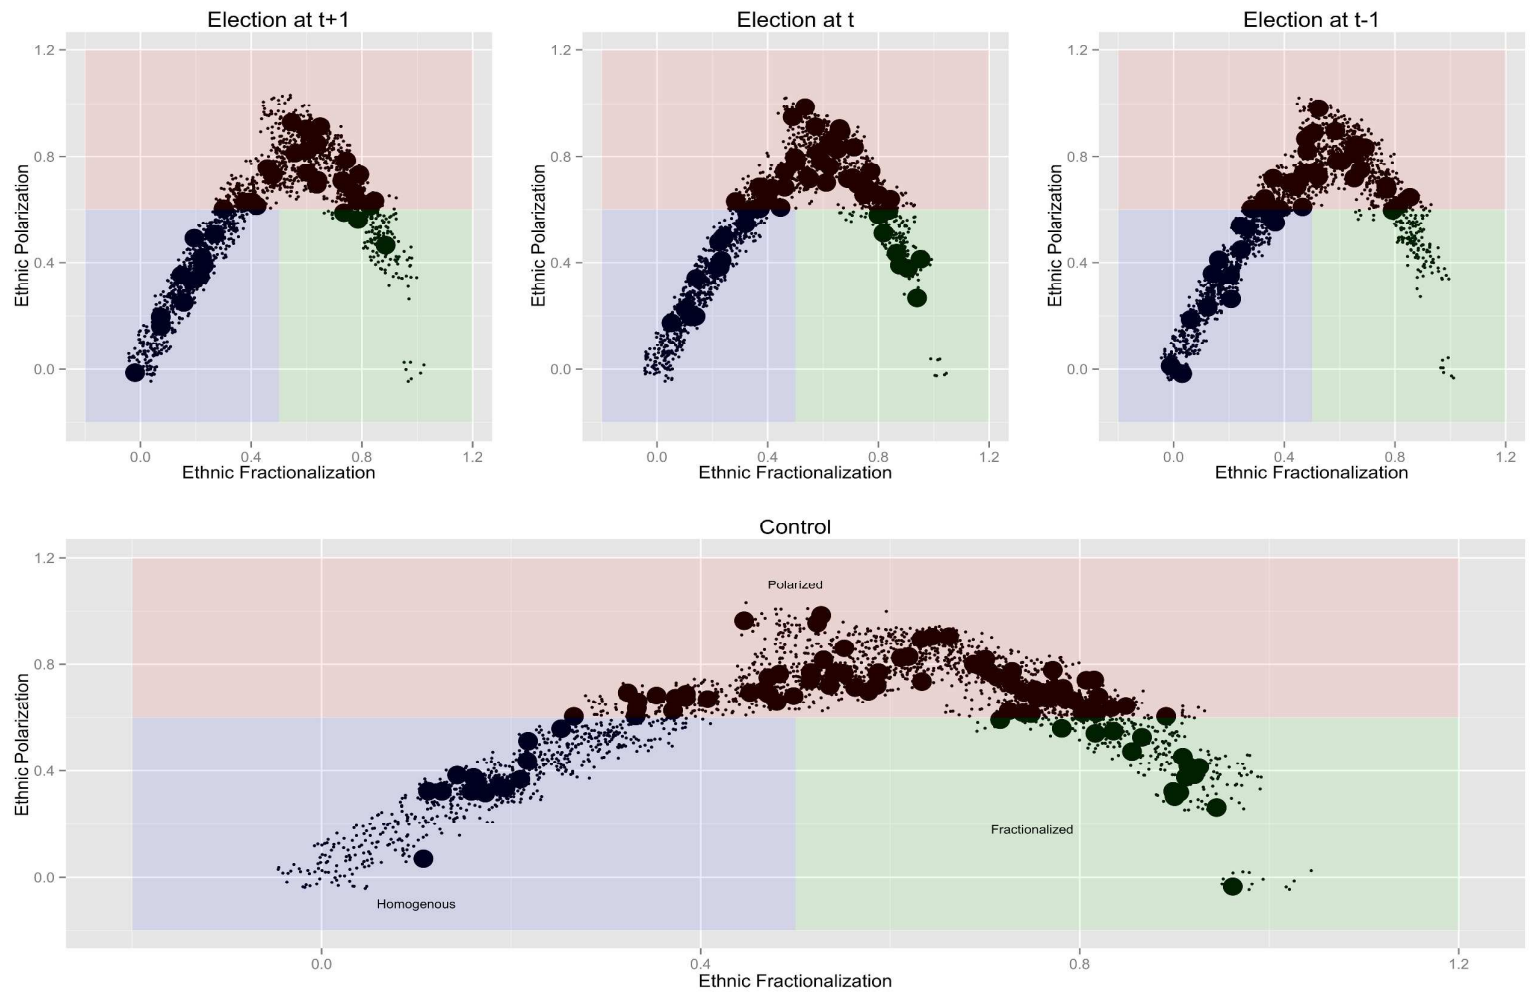 Election at t+1
Election at t
Election at t-1
1.2
0.8
0.4
0.0
Ethnic Polarization
0.0
0.4
0.8
1.2
Ethnic Fractionalization
1.2
0.8
0.4
0.0
Ethnic Polarization
0.0
0.4
0.8
1.2
Ethnic Fractionalization
1.2
0.8
0.4
0.0
Ethnic Polarization
0.0
0.4
0.8
1.2
Ethnic Fractionalization
Control
1.2
0.8
0.4
0.0
Ethnic Polarization
Polarized
Fractionalized
Homogenous
0.0
0.4
0.8
1.2
Ethnic Fractionalization